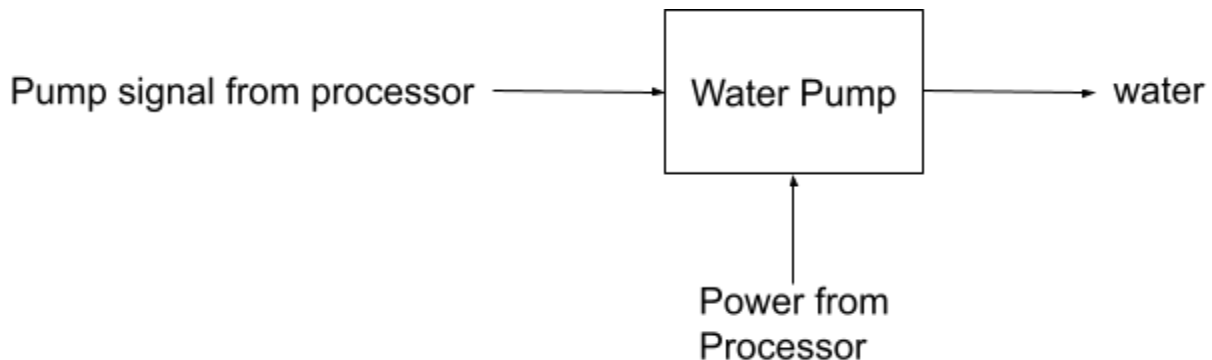 Pump signal from processor
Water Pump
water
Power from
Processor